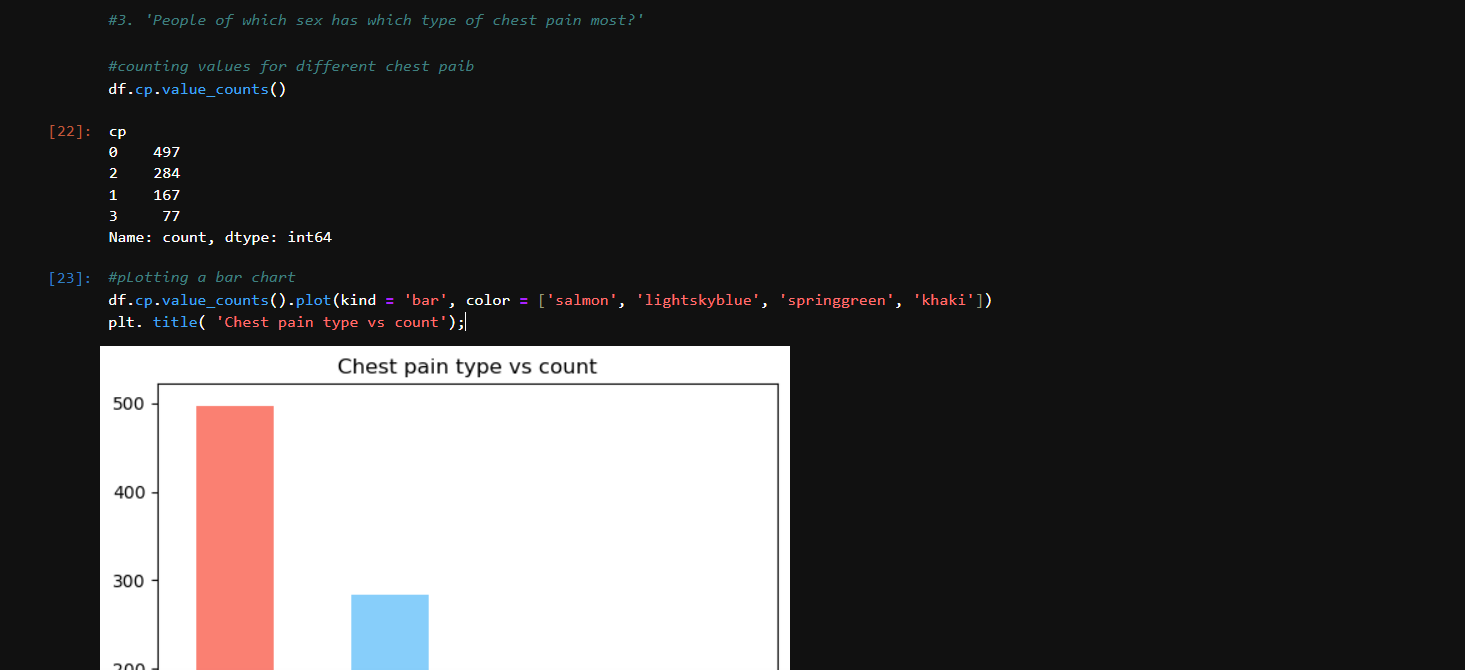 #3. 'People of which sex has which type of chest pain most?'
#counting values for different chest paib
df.cp.value_counts()
[22]: cp
0 497
2 284
1 167
3 77
Name: count, dtype: int64
[23]: #pLotting a bar chart
df.cp.value_counts().plot(kind = 'bar', color = ['salmon', 'lightskyblue', 'springgreen', 'khaki'])
plt. title( 'Chest pain type vs count');
Chest pain type vs count
500
400
300
200